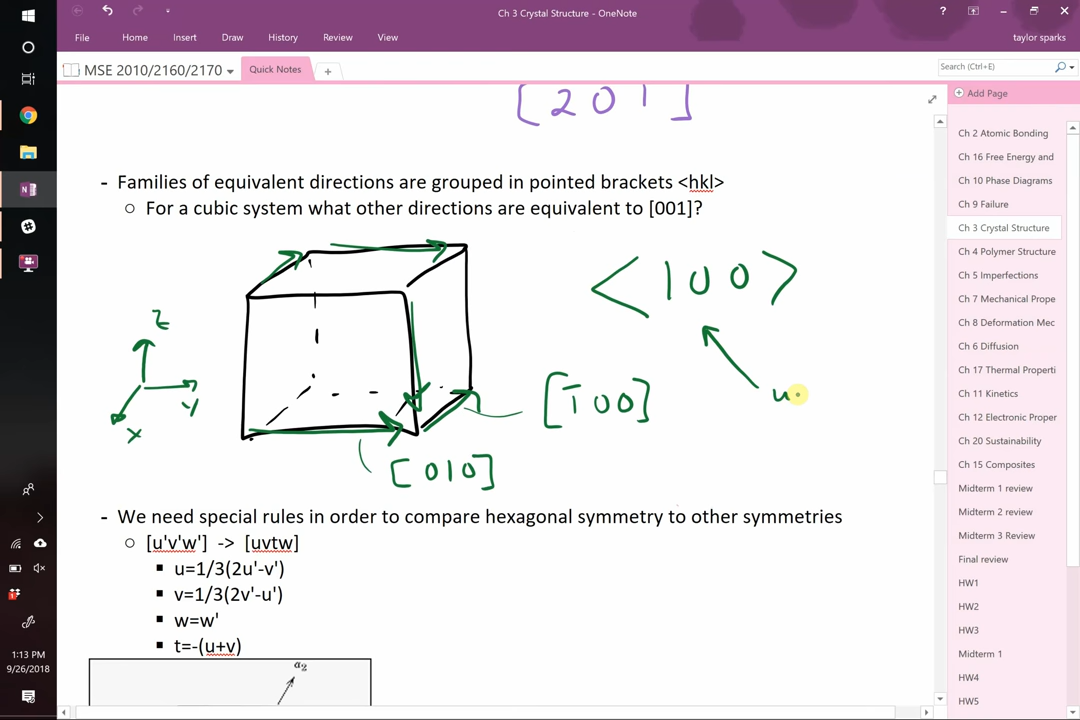 Ch 3 Crystal Structure - OneNote
File Home Insert Draw History Review View
taylor sparks
MSE 2010/2160/2170
Quick Notes
Search (Ctrl+E)
Add Page
[201]
- Families of equivalent directions are grouped in pointed brackets <hkl>
For a cubic system what other directions are equivalent to [001]?
<100>
z
y
x
[1̄00]
[010]
u
- We need special rules in order to compare hexagonal symmetry to other symmetries
[u'v'w'] -> [uvtw]
u=1/3(2u'-v')
v=1/3(2v'-u')
w=w'
t=-(u+v)
a2
Ch 2 Atomic Bonding
Ch 16 Free Energy and
Ch 10 Phase Diagrams
Ch 9 Failure
Ch 3 Crystal Structure
Ch 4 Polymer Structure
Ch 5 Imperfections
Ch 7 Mechanical Prope
Ch 8 Deformation Mec
Ch 6 Diffusion
Ch 17 Thermal Properti
Ch 11 Kinetics
Ch 12 Electronic Proper
Ch 20 Sustainability
Ch 15 Composites
Midterm 1 review
Midterm 2 review
Midterm 3 Review
Final review
HW1
HW2
HW3
Midterm 1
HW4
HW5
1:13 PM
9/26/2018